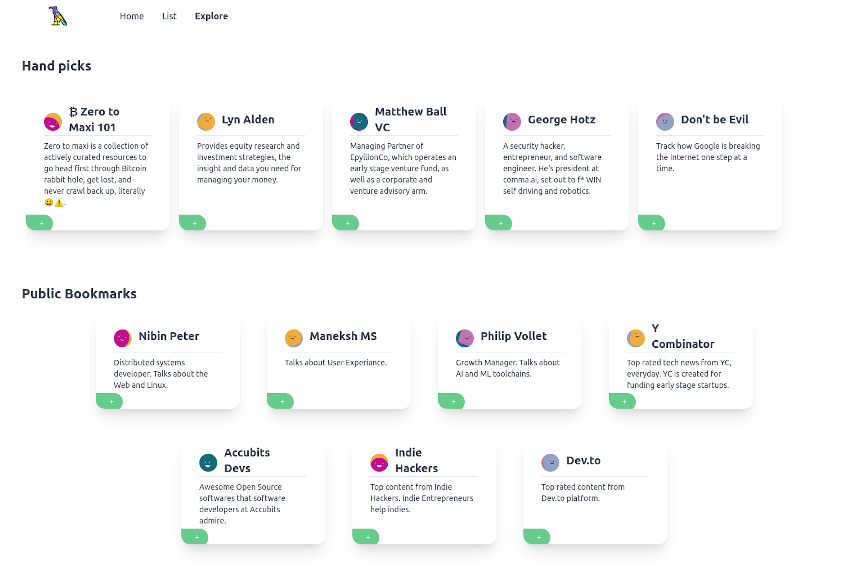 Home List Explore
Hand picks
₿ Zero to
Maxi 101
Zero to maxi is a collection of
actively curated resources to
go head first through Bitcoin
rabbit hole, get lost, and
never crawl back up, literally
😀⚠️.
+
Lyn Alden
Provides equity research and
investment strategies, the
insight and data you need for
managing your money.
+
Matthew Ball
VC
Managing Partner of
EpyllionCo, which operates an
early stage venture fund, as
well as a corporate and
venture advisory arm.
+
George Hotz
A security hacker,
entrepreneur, and software
engineer. He's president at
comma.ai, set out to f* WIN
self driving and robotics.
+
Don't be Evil
Track how Google is breaking
the Internet one step at a
time.
+
Public Bookmarks
Nibin Peter
Distributed systems
developer. Talks about the
Web and Linux.
+
Maneksh MS
Talks about User Experiance.
+
Philip Vollet
Growth Manager. Talks about
AI and ML toolchains.
+
Y
Combinator
Top rated tech news from YC,
everyday. YC is created for
funding early stage startups.
+
Accubits
Devs
Awesome Open Source
softwares that software
developers at Accubits
admire.
+
Indie
Hackers
Top content from Indie
Hackers. Indie Entrepreneurs
help indies.
+
Dev.to
Top rated content from
Dev.to platform.
+